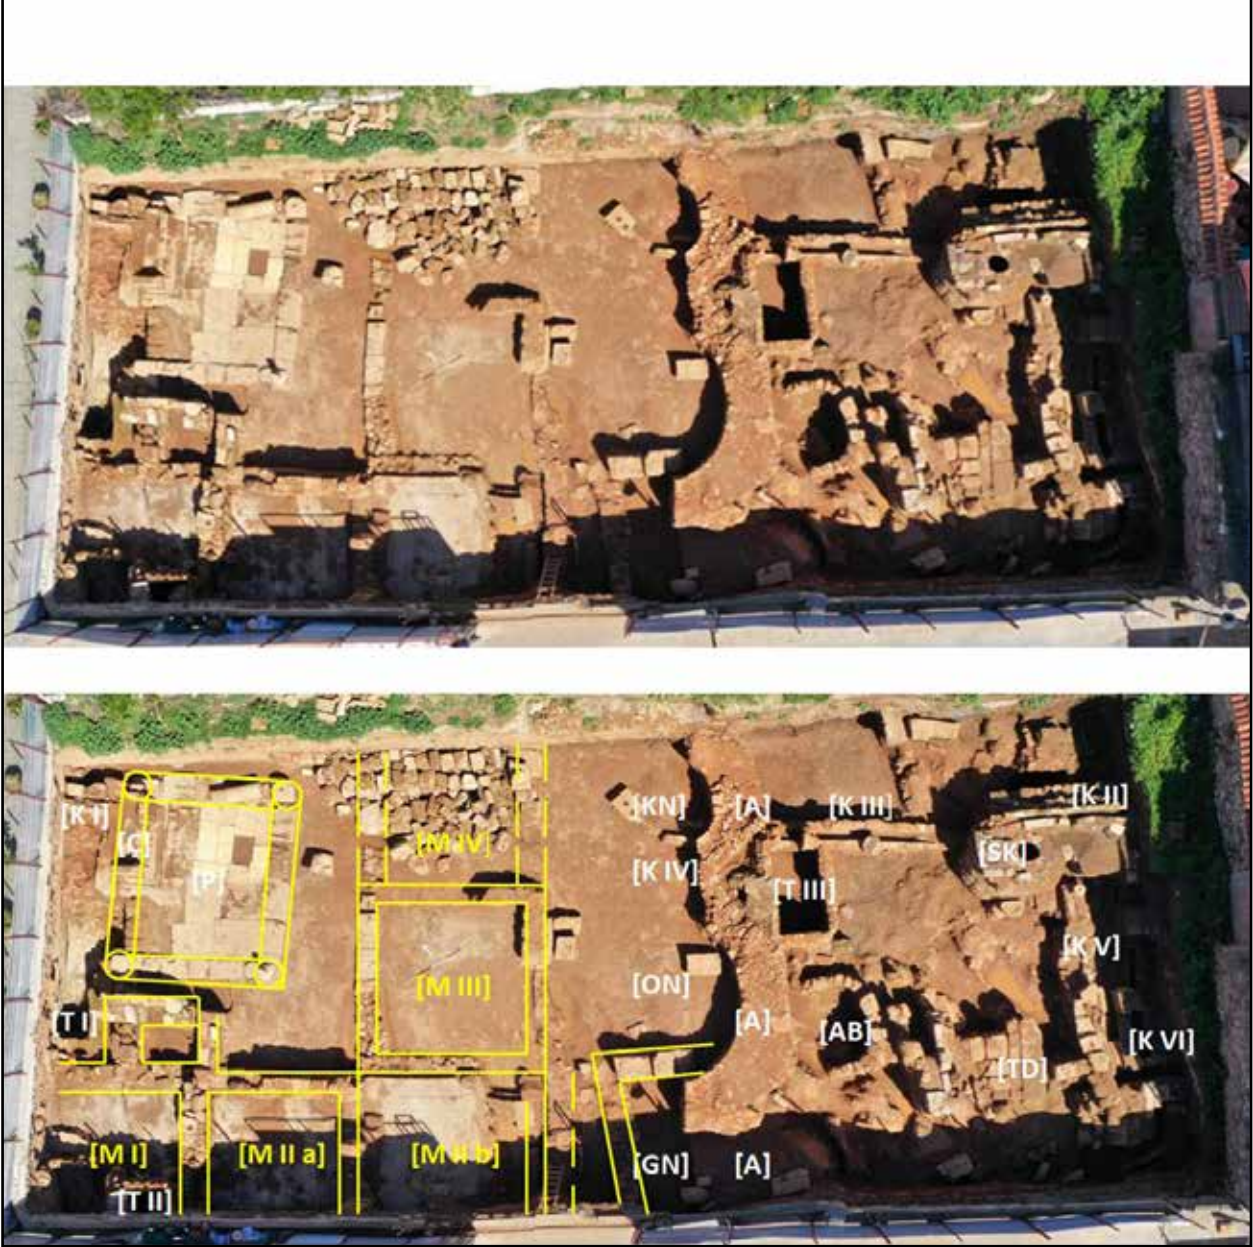 [K I] [KN] [A] [K III] [K II]
[Ç] [M IV] [SK]
[P] [K IV] [T III]
[K V]
[M III] [ON]
[T I] [A] [AB] [K VI]
[TD]
[M I] [M II a] [M II b] [GN] [A]
[T II]